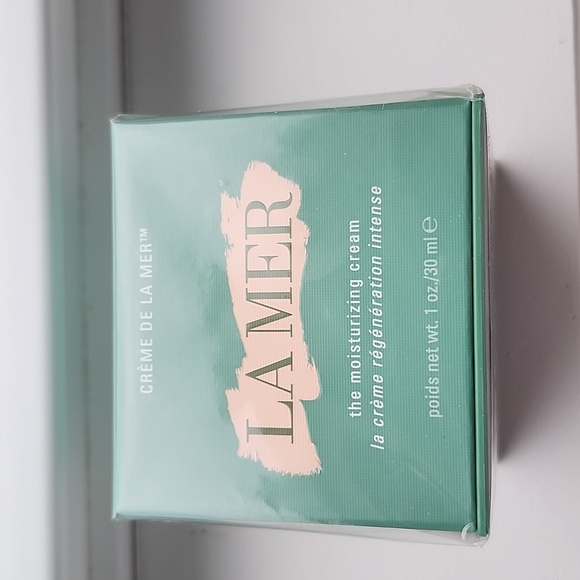 CRÈME DE LA MER™
LA MER
the moisturizing cream
la crème régénération intense
poids net wt. 1 oz./30 ml ℮